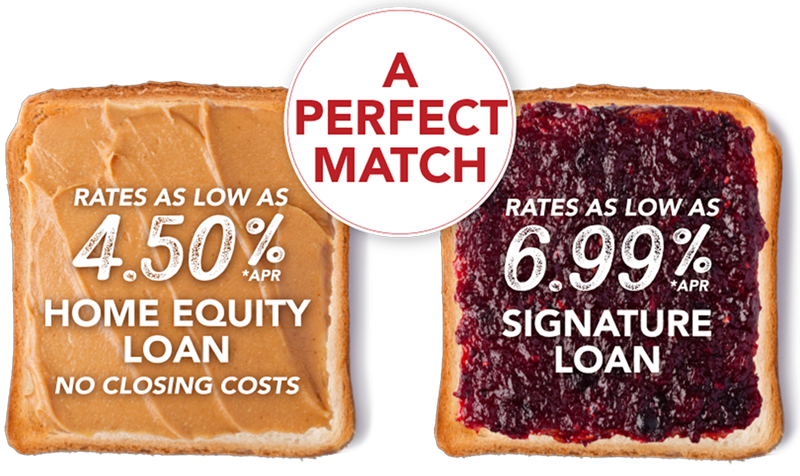 A
PERFECT
MATCH
RATES AS LOW AS
4.50%
*APR
HOME EQUITY
LOAN
NO CLOSING COSTS
RATES AS LOW AS
6.99%
*APR
SIGNATURE
LOAN